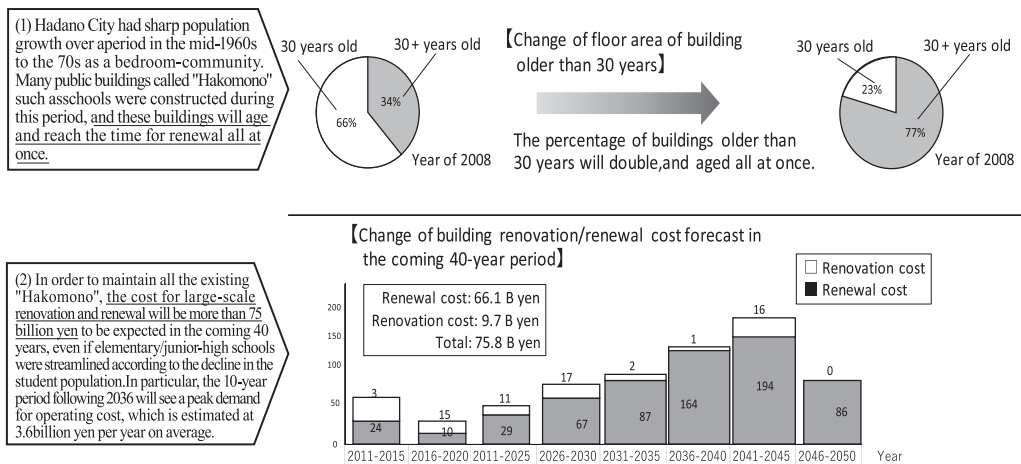 (1) Hadano City had sharp population
growth over aperiod in the mid-1960s
to the 70s as a bedroom-community.
Many public buildings called "Hakomono"
such asschools were constructed during
this period, and these buildings will age
and reach the time for renewal all at
once.
30 years old
30+ years old
34%
66%
Year of 2008
【Change of floor area of building
older than 30 years】
The percentage of buildings older than
30 years will double,and aged all at once.
30 years old
30+ years old
23%
77%
Year of 2008
(2) In order to maintain all the existing
"Hakomono", the cost for large-scale
renovation and renewal will be more than 75
billion yen to be expected in the coming 40
years, even if elementary/junior-high schools
were streamlined according to the decline in the
student population.In particular, the 10-year
period following 2036 will see a peak demand
for operating cost, which is estimated at
3.6billion yen per year on average.
【Change of building renovation/renewal cost forecast in
the coming 40-year period】
Renewal cost: 66.1 B yen
Renovation cost: 9.7 B yen
Total: 75.8 B yen
Renovation cost
Renewal cost
200
150
100
50
0
3
24
15
10
11
29
17
67
2
87
1
164
16
194
0
86
2011-2015 2016-2020 2011-2025 2026-2030 2031-2035 2036-2040 2041-2045 2046-2050 Year